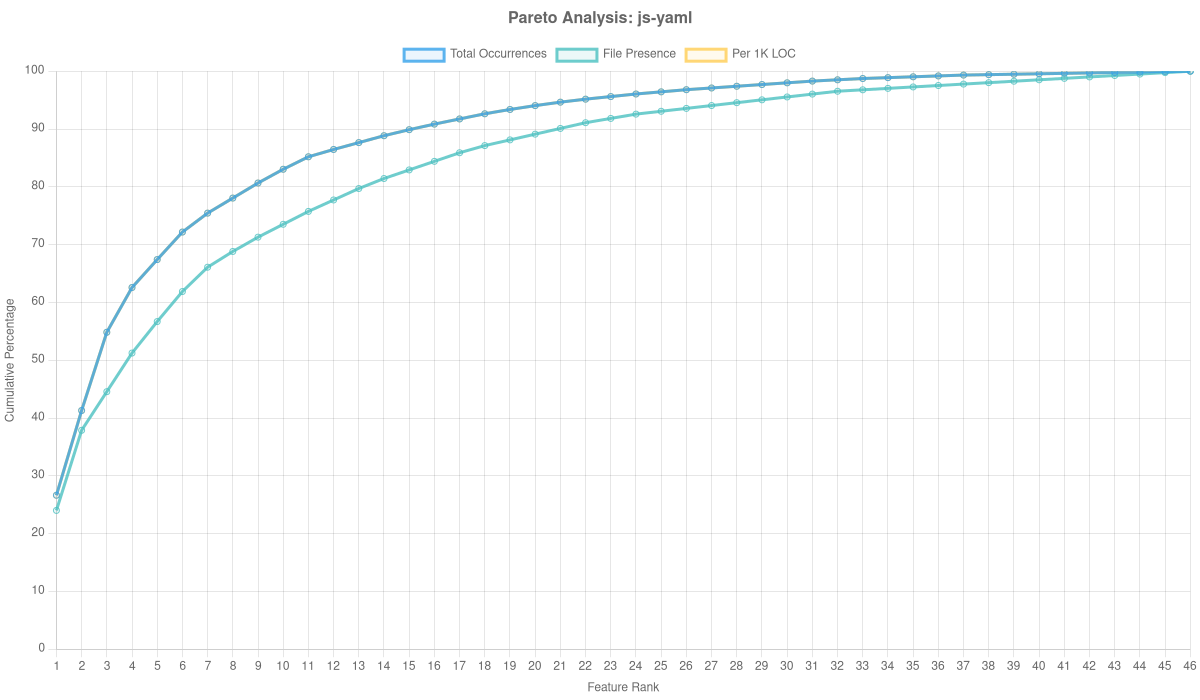 Pareto Analysis: js-yaml
Total Occurrences File Presence Per 1K LOC
100
90
80
70
60
50
40
30
20
10
0
Cumulative Percentage
1 2 3 4 5 6 7 8 9 10 11 12 13 14 15 16 17 18 19 20 21 22 23 24 25 26 27 28 29 30 31 32 33 34 35 36 37 38 39 40 41 42 43 44 45 46
Feature Rank